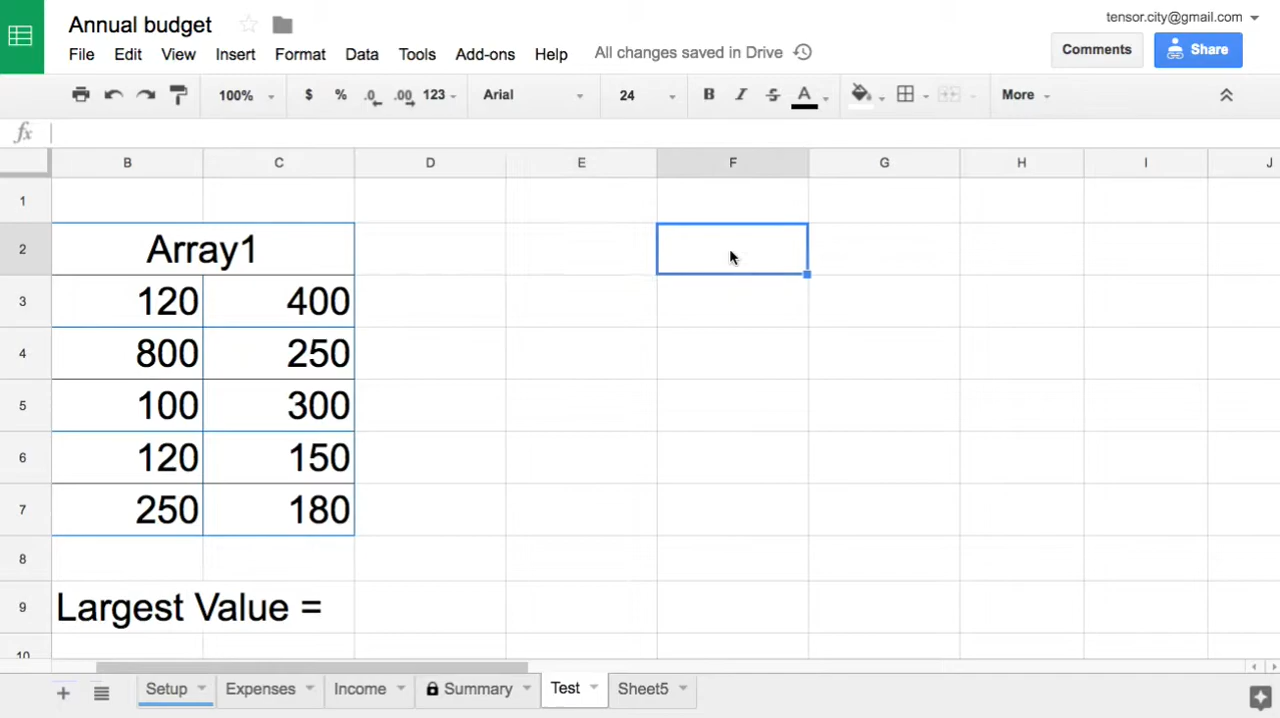 Annual budget
tensor.city@gmail.com
File Edit View Insert Format Data Tools Add-ons Help All changes saved in Drive
Comments Share
100% $ % .0 .00 123 Arial 24 B I S A More
fx
B C D E F G H I J
1
2 Array1
3 120 400
4 800 250
5 100 300
6 120 150
7 250 180
8
9 Largest Value =
10
+ Setup Expenses Income Summary Test Sheet5